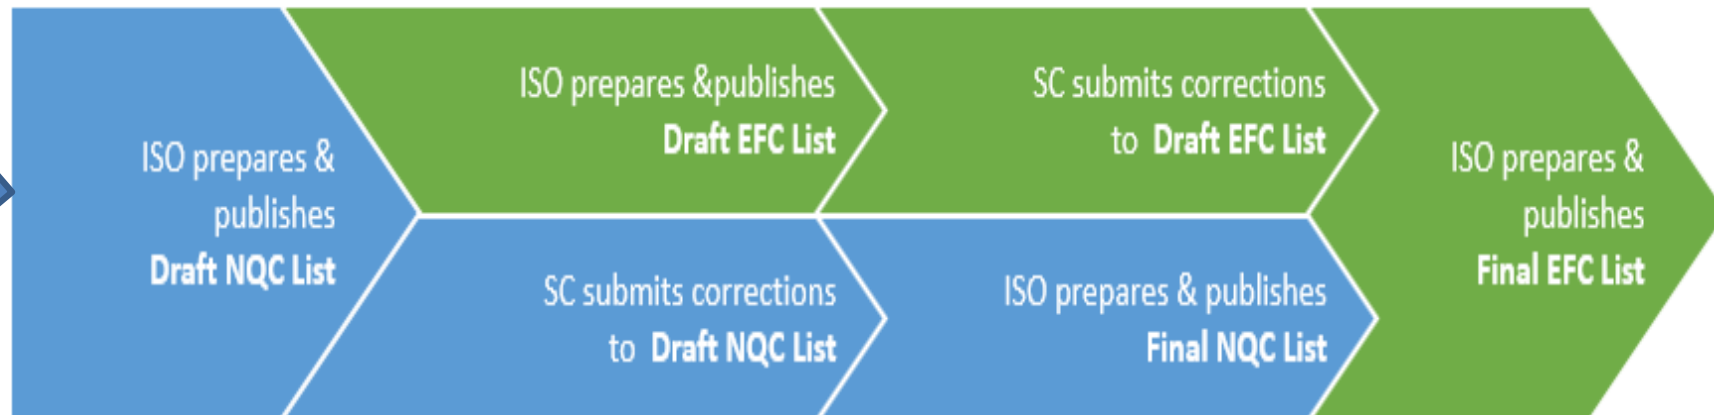 ISO prepares &
publishes
Draft NQC List
ISO prepares &publishes
Draft EFC List
SC submits corrections
to Draft EFC List
SC submits corrections
to Draft NQC List
ISO prepares & publishes
Final NQC List
ISO prepares &
publishes
Final EFC List